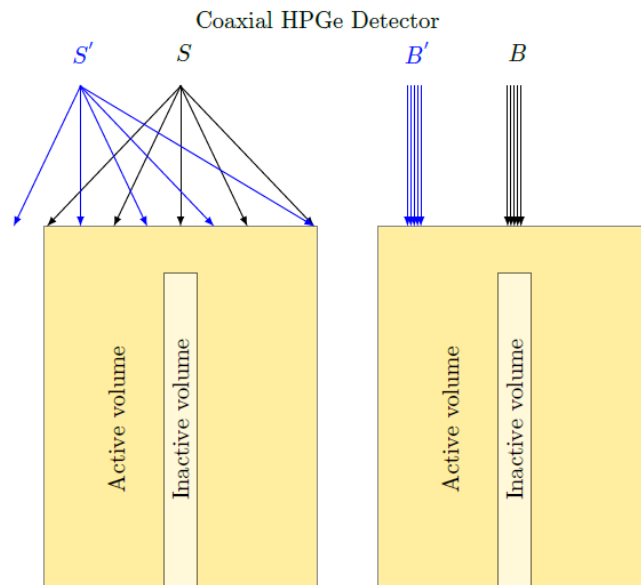 Coaxial HPGe Detector
S' S B' B
Active volume
Inactive volume
Active volume
Inactive volume